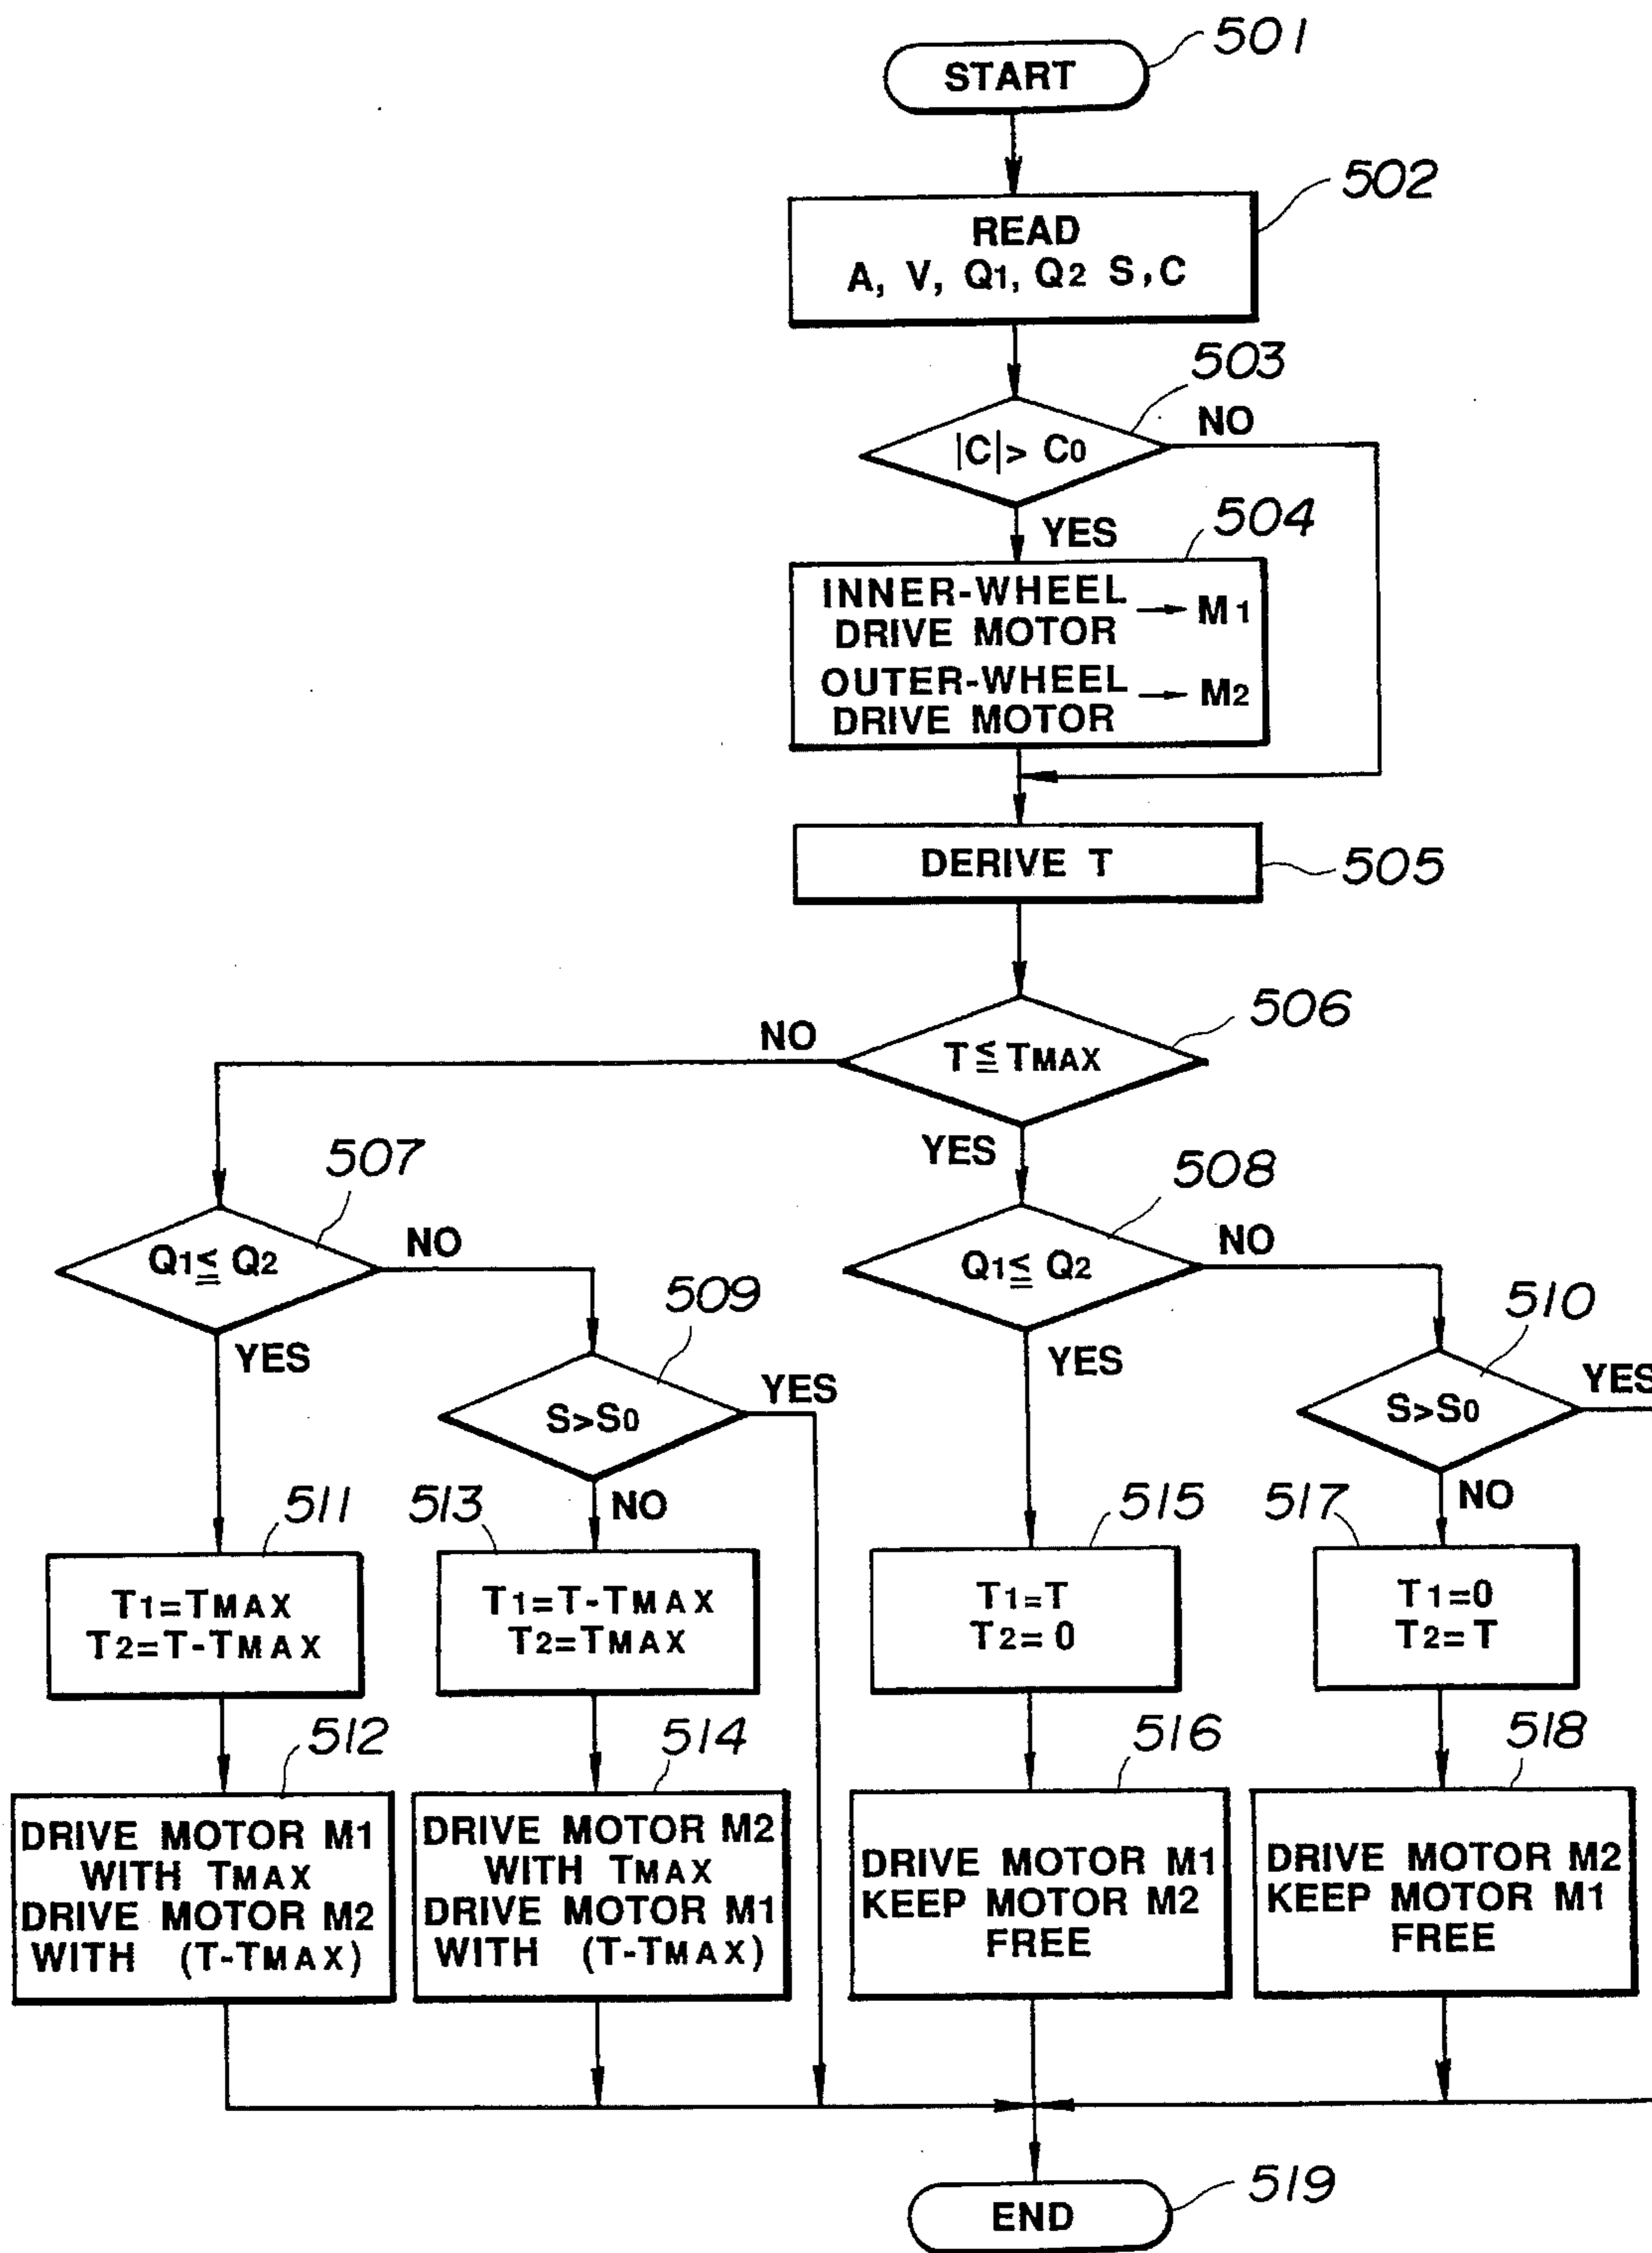 501
START
502
READ
A, V, Q1, Q2 S, C
503
|C|> C0
NO
YES
504
INNER-WHEEL
DRIVE MOTOR → M1
OUTER-WHEEL
DRIVE MOTOR → M2
DERIVE T
505
506
NO
T ≦ TMAX
YES
507
508
Q1 ≦ Q2
NO
Q1 ≦ Q2
NO
509
510
YES
YES
S>S0
YES
S>S0
YES
NO
NO
511
513
515
517
T1=TMAX
T2=T-TMAX
T1=T-TMAX
T2=TMAX
T1=T
T2=0
T1=0
T2=T
512
514
516
518
DRIVE MOTOR M1
WITH TMAX
DRIVE MOTOR M2
WITH (T-TMAX)
DRIVE MOTOR M2
WITH TMAX
DRIVE MOTOR M1
WITH (T-TMAX)
DRIVE MOTOR M1
KEEP MOTOR M2
FREE
DRIVE MOTOR M2
KEEP MOTOR M1
FREE
END
519